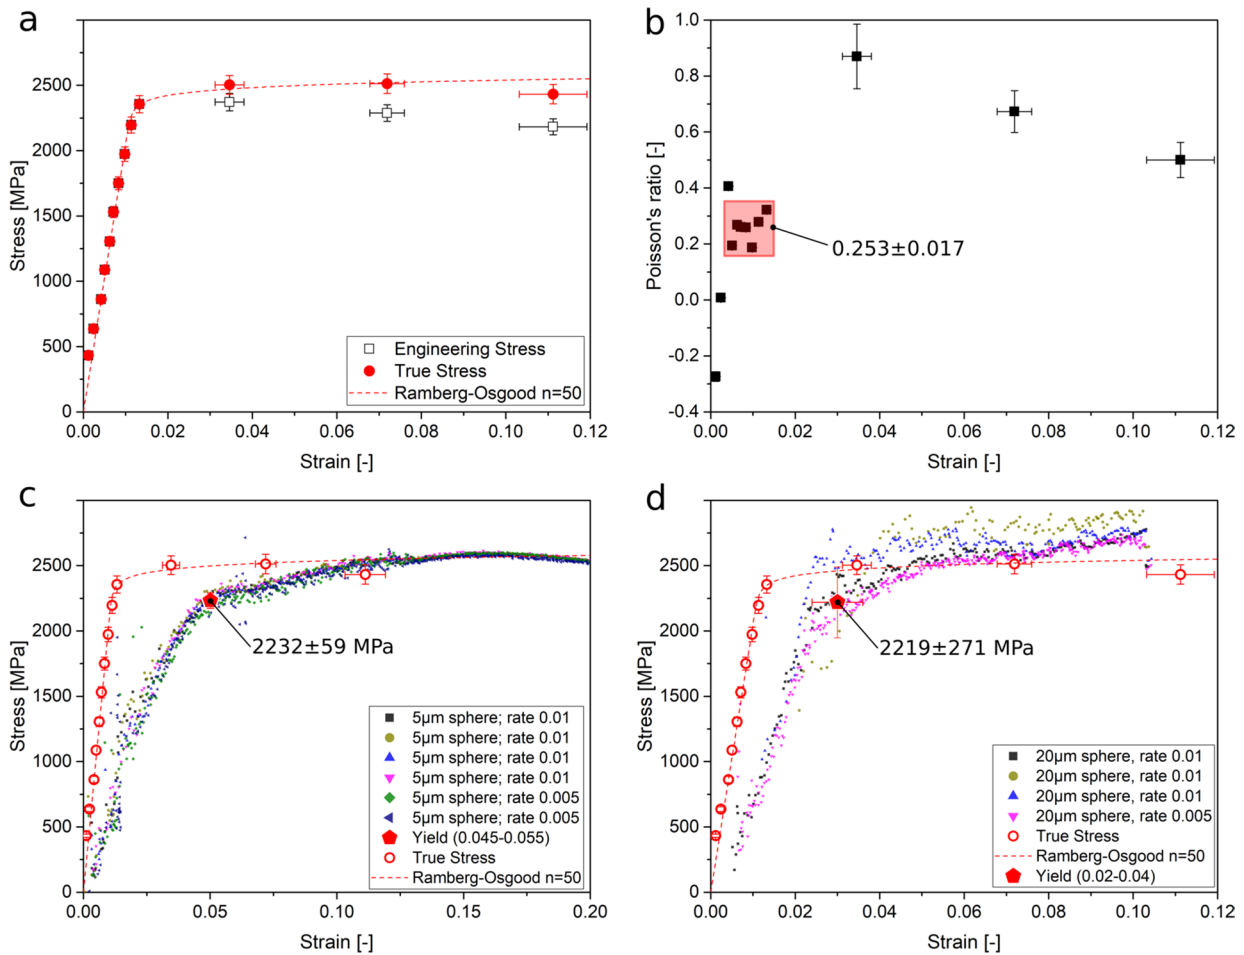 a
Stress [MPa]
2500
2000
1500
1000
500
0
0.00 0.02 0.04 0.06 0.08 0.10 0.12
Strain [-]
Engineering Stress
True Stress
Ramberg-Osgood n=50
b
Poisson's ratio [-]
1.0
0.8
0.6
0.4
0.2
0.0
-0.2
-0.4
0.00 0.02 0.04 0.06 0.08 0.10 0.12
Strain [-]
0.253±0.017
c
Stress [MPa]
2500
2000
1500
1000
500
0
0.00 0.05 0.10 0.15 0.20
Strain [-]
2232±59 MPa
5µm sphere; rate 0.01
5µm sphere; rate 0.01
5µm sphere; rate 0.01
5µm sphere; rate 0.01
5µm sphere; rate 0.005
5µm sphere; rate 0.005
Yield (0.045-0.055)
True Stress
Ramberg-Osgood n=50
d
Stress [MPa]
2500
2000
1500
1000
500
0
0.00 0.02 0.04 0.06 0.08 0.10 0.12
Strain [-]
2219±271 MPa
20µm sphere, rate 0.01
20µm sphere, rate 0.01
20µm sphere, rate 0.01
20µm sphere, rate 0.005
True Stress
Ramberg-Osgood n=50
Yield (0.02-0.04)